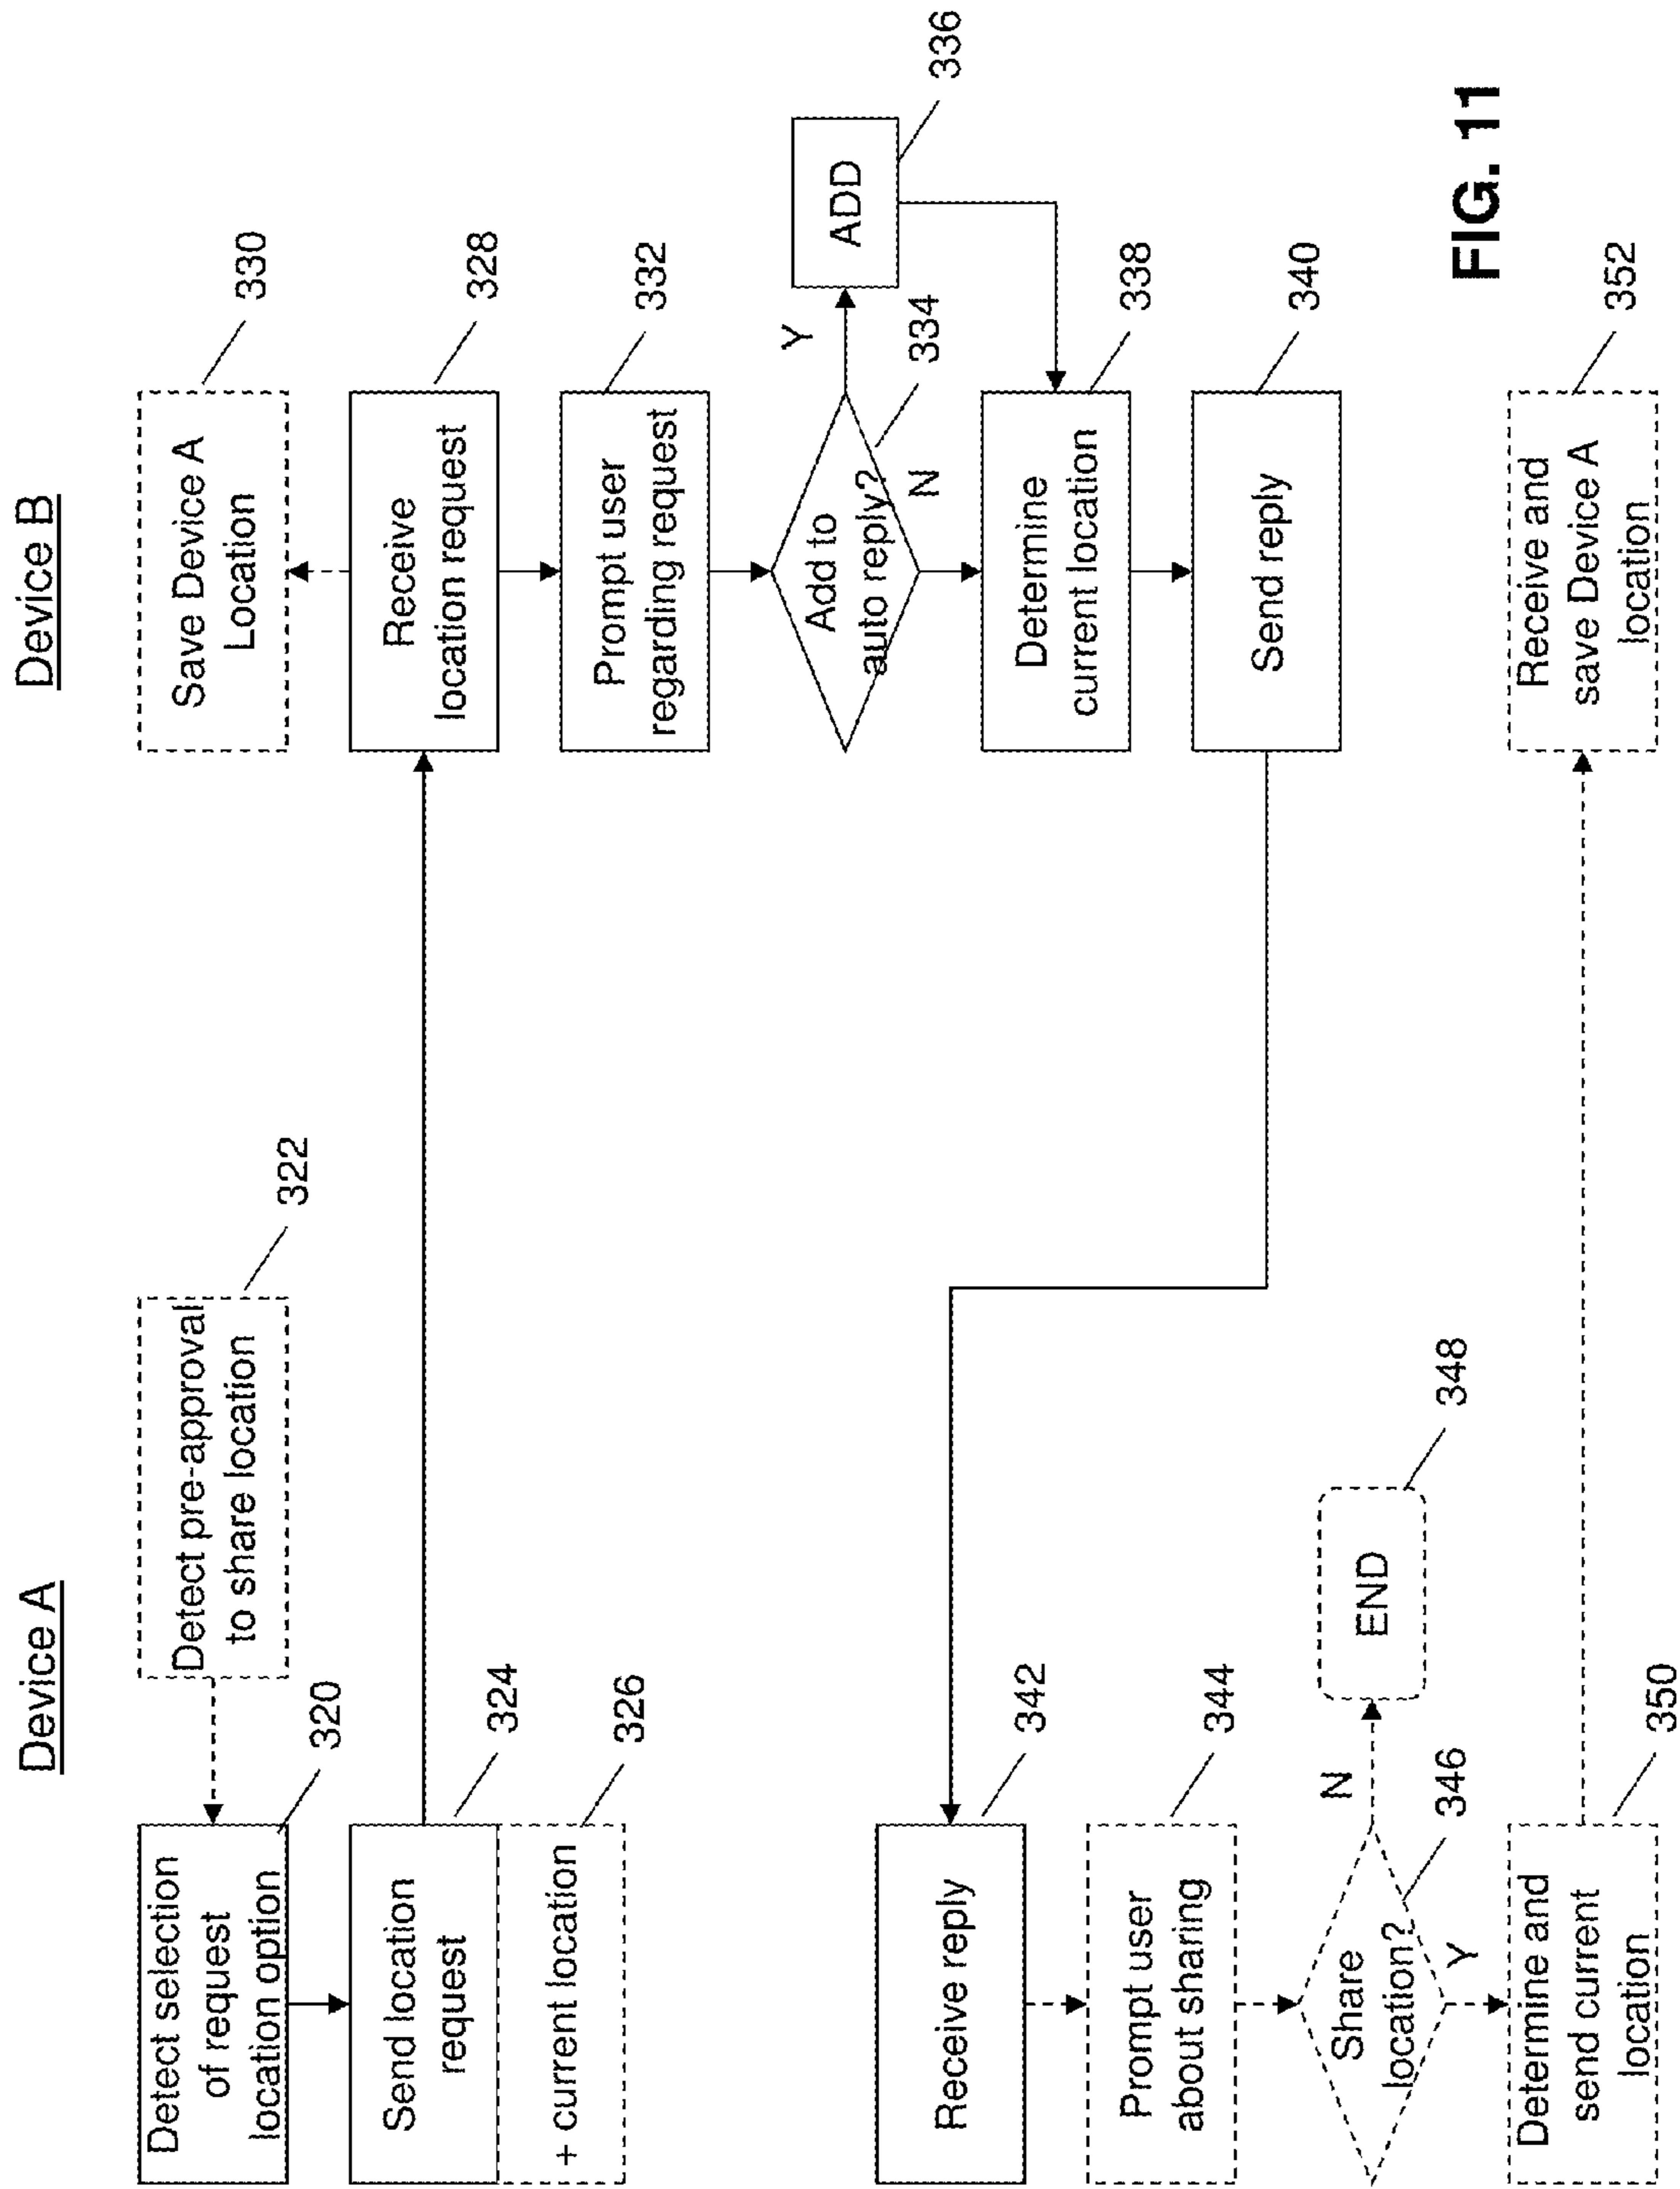 Device A
Detect selection
of request
location option
320
Detect pre-approval
to share location
322
Send location
request
324
+ current location
326
Receive reply
342
Prompt user
about sharing
344
Share
location?
346
N
END
348
Y
Determine and
send current
location
350
Device B
Save Device A
Location
330
Receive
location request
328
Prompt user
regarding request
332
Add to
auto reply?
334
Y
ADD
336
N
Determine
current location
338
Send reply
340
Receive and
save Device A
location
352
FIG. 11